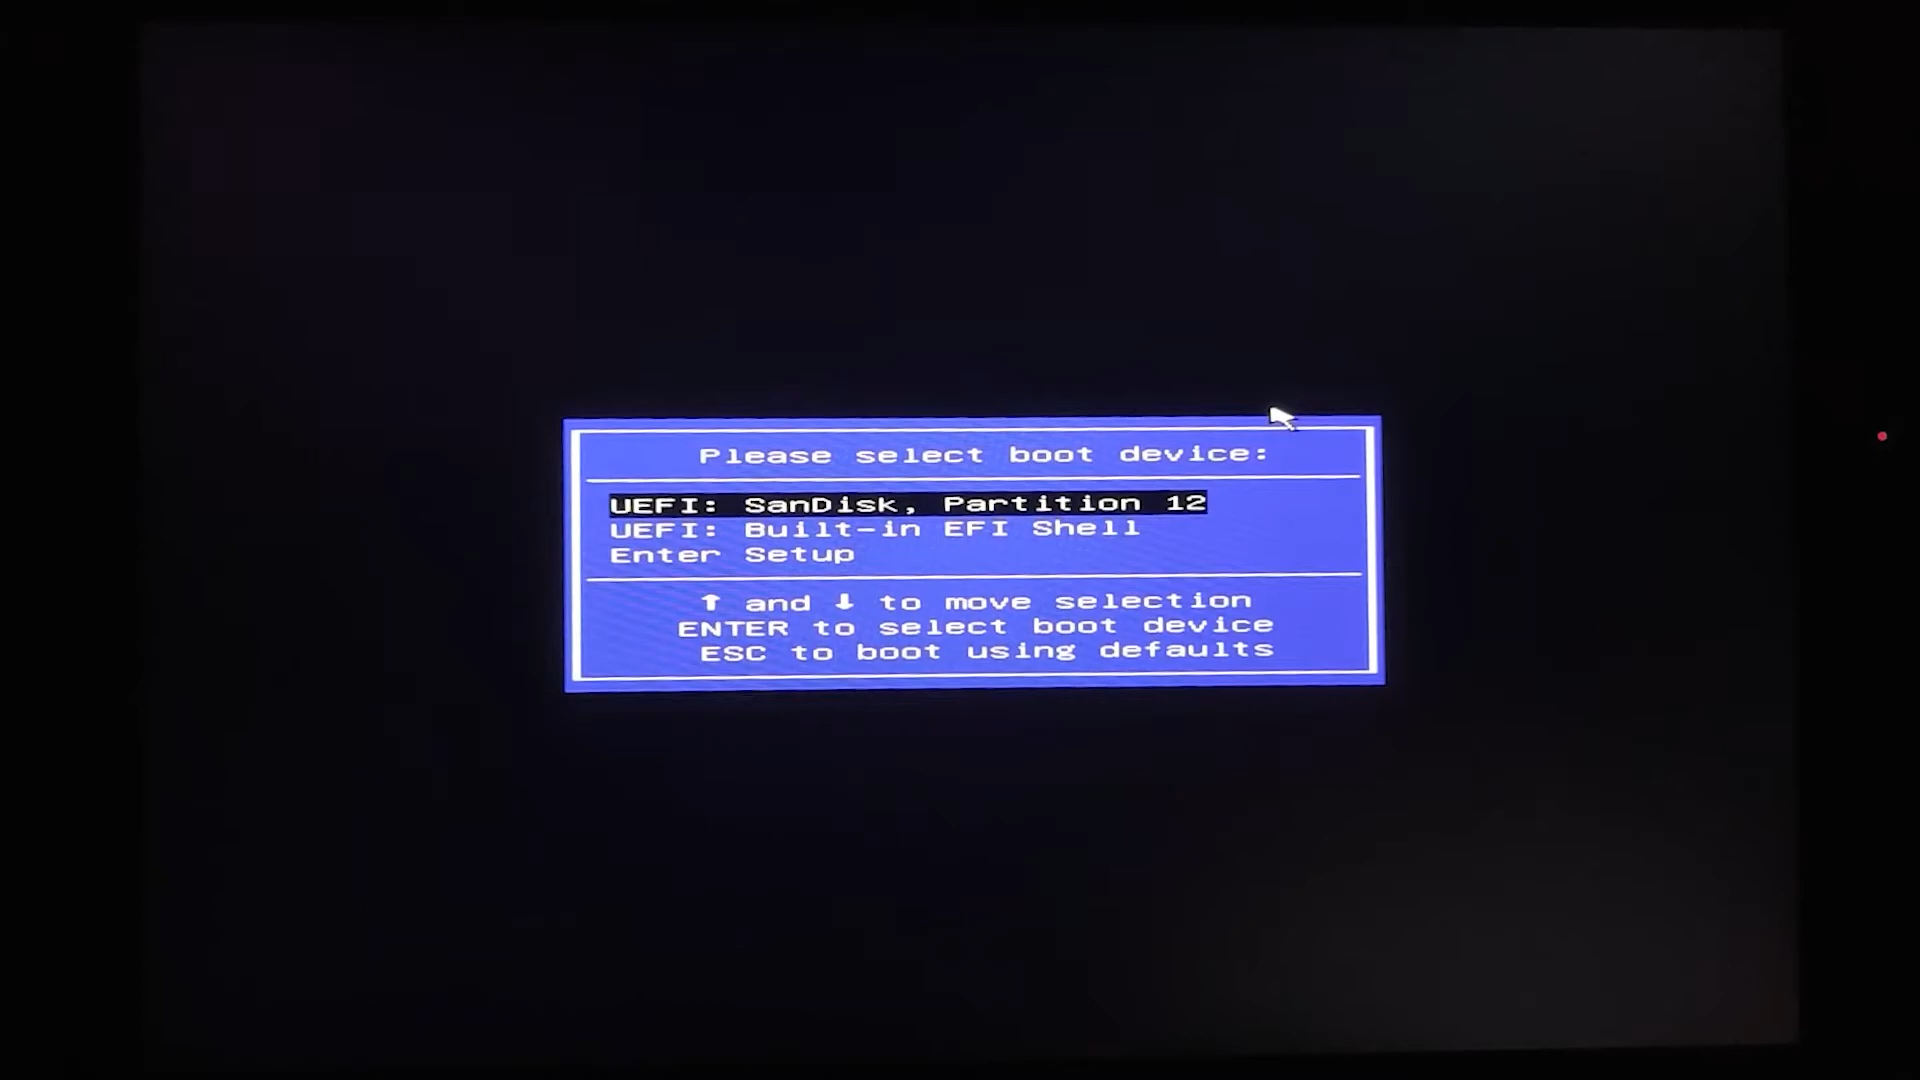 Please select boot device:
UEFI: SanDisk, Partition 12
UEFI: Built-in EFI Shell
Enter Setup
↑ and ↓ to move selection
ENTER to select boot device
ESC to boot using defaults